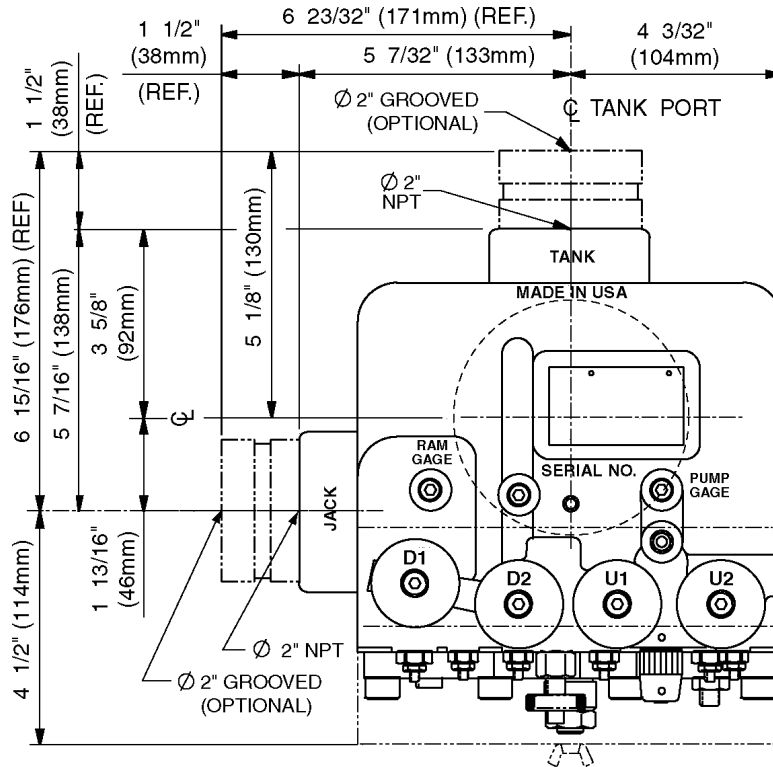 6 23/32" (171mm) (REF.)
1 1/2"
(38mm)
(REF.)
5 7/32" (133mm)
4 3/32"
(104mm)
1 1/2"
(38mm)
(REF.)
Ø 2" GROOVED
(OPTIONAL)
℄ TANK PORT
Ø 2"
NPT
TANK
MADE IN USA
6 15/16" (176mm) (REF)
5 7/16" (138mm)
3 5/8"
(92mm)
5 1/8" (130mm)
℄
RAM
GAGE
SERIAL NO.
PUMP
GAGE
JACK
1 13/16"
(46mm)
4 1/2" (114mm)
D1
D2
U1
U2
Ø 2" NPT
Ø 2" GROOVED
(OPTIONAL)